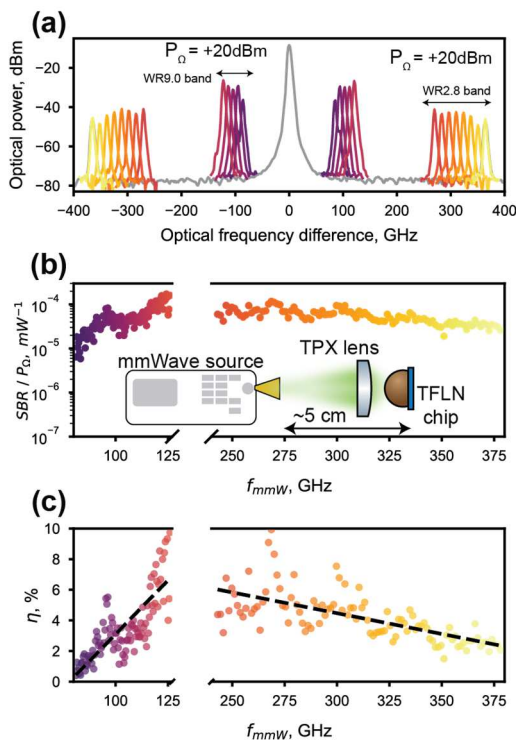 (a)
P_Ω = +20dBm
P_Ω = +20dBm
WR9.0 band
WR2.8 band
Optical power, dBm
−20
−40
−60
−80
−400 −300 −200 −100 0 100 200 300 400
Optical frequency difference, GHz
(b)
SBR / P_Ω, mW⁻¹
10⁻⁴
10⁻⁵
10⁻⁶
10⁻⁷
mmWave source
TPX lens
TFLN
chip
~5 cm
100 125 250 275 300 325 350 375
f_mmW, GHz
(c)
η, %
10
8
6
4
2
0
100 125 250 275 300 325 350 375
f_mmW, GHz